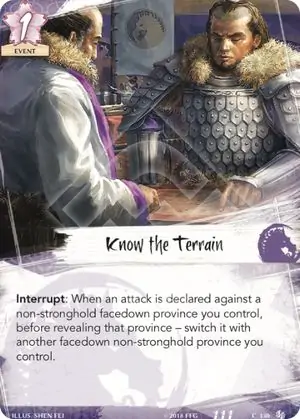 1
EVENT
Know the Terrain
Interrupt: When an attack is declared against a
non-stronghold facedown province you control,
before revealing that province – switch it with
another facedown non-stronghold province you
control.
ILLUS. SHEN FEI
© 2018 FFG
111